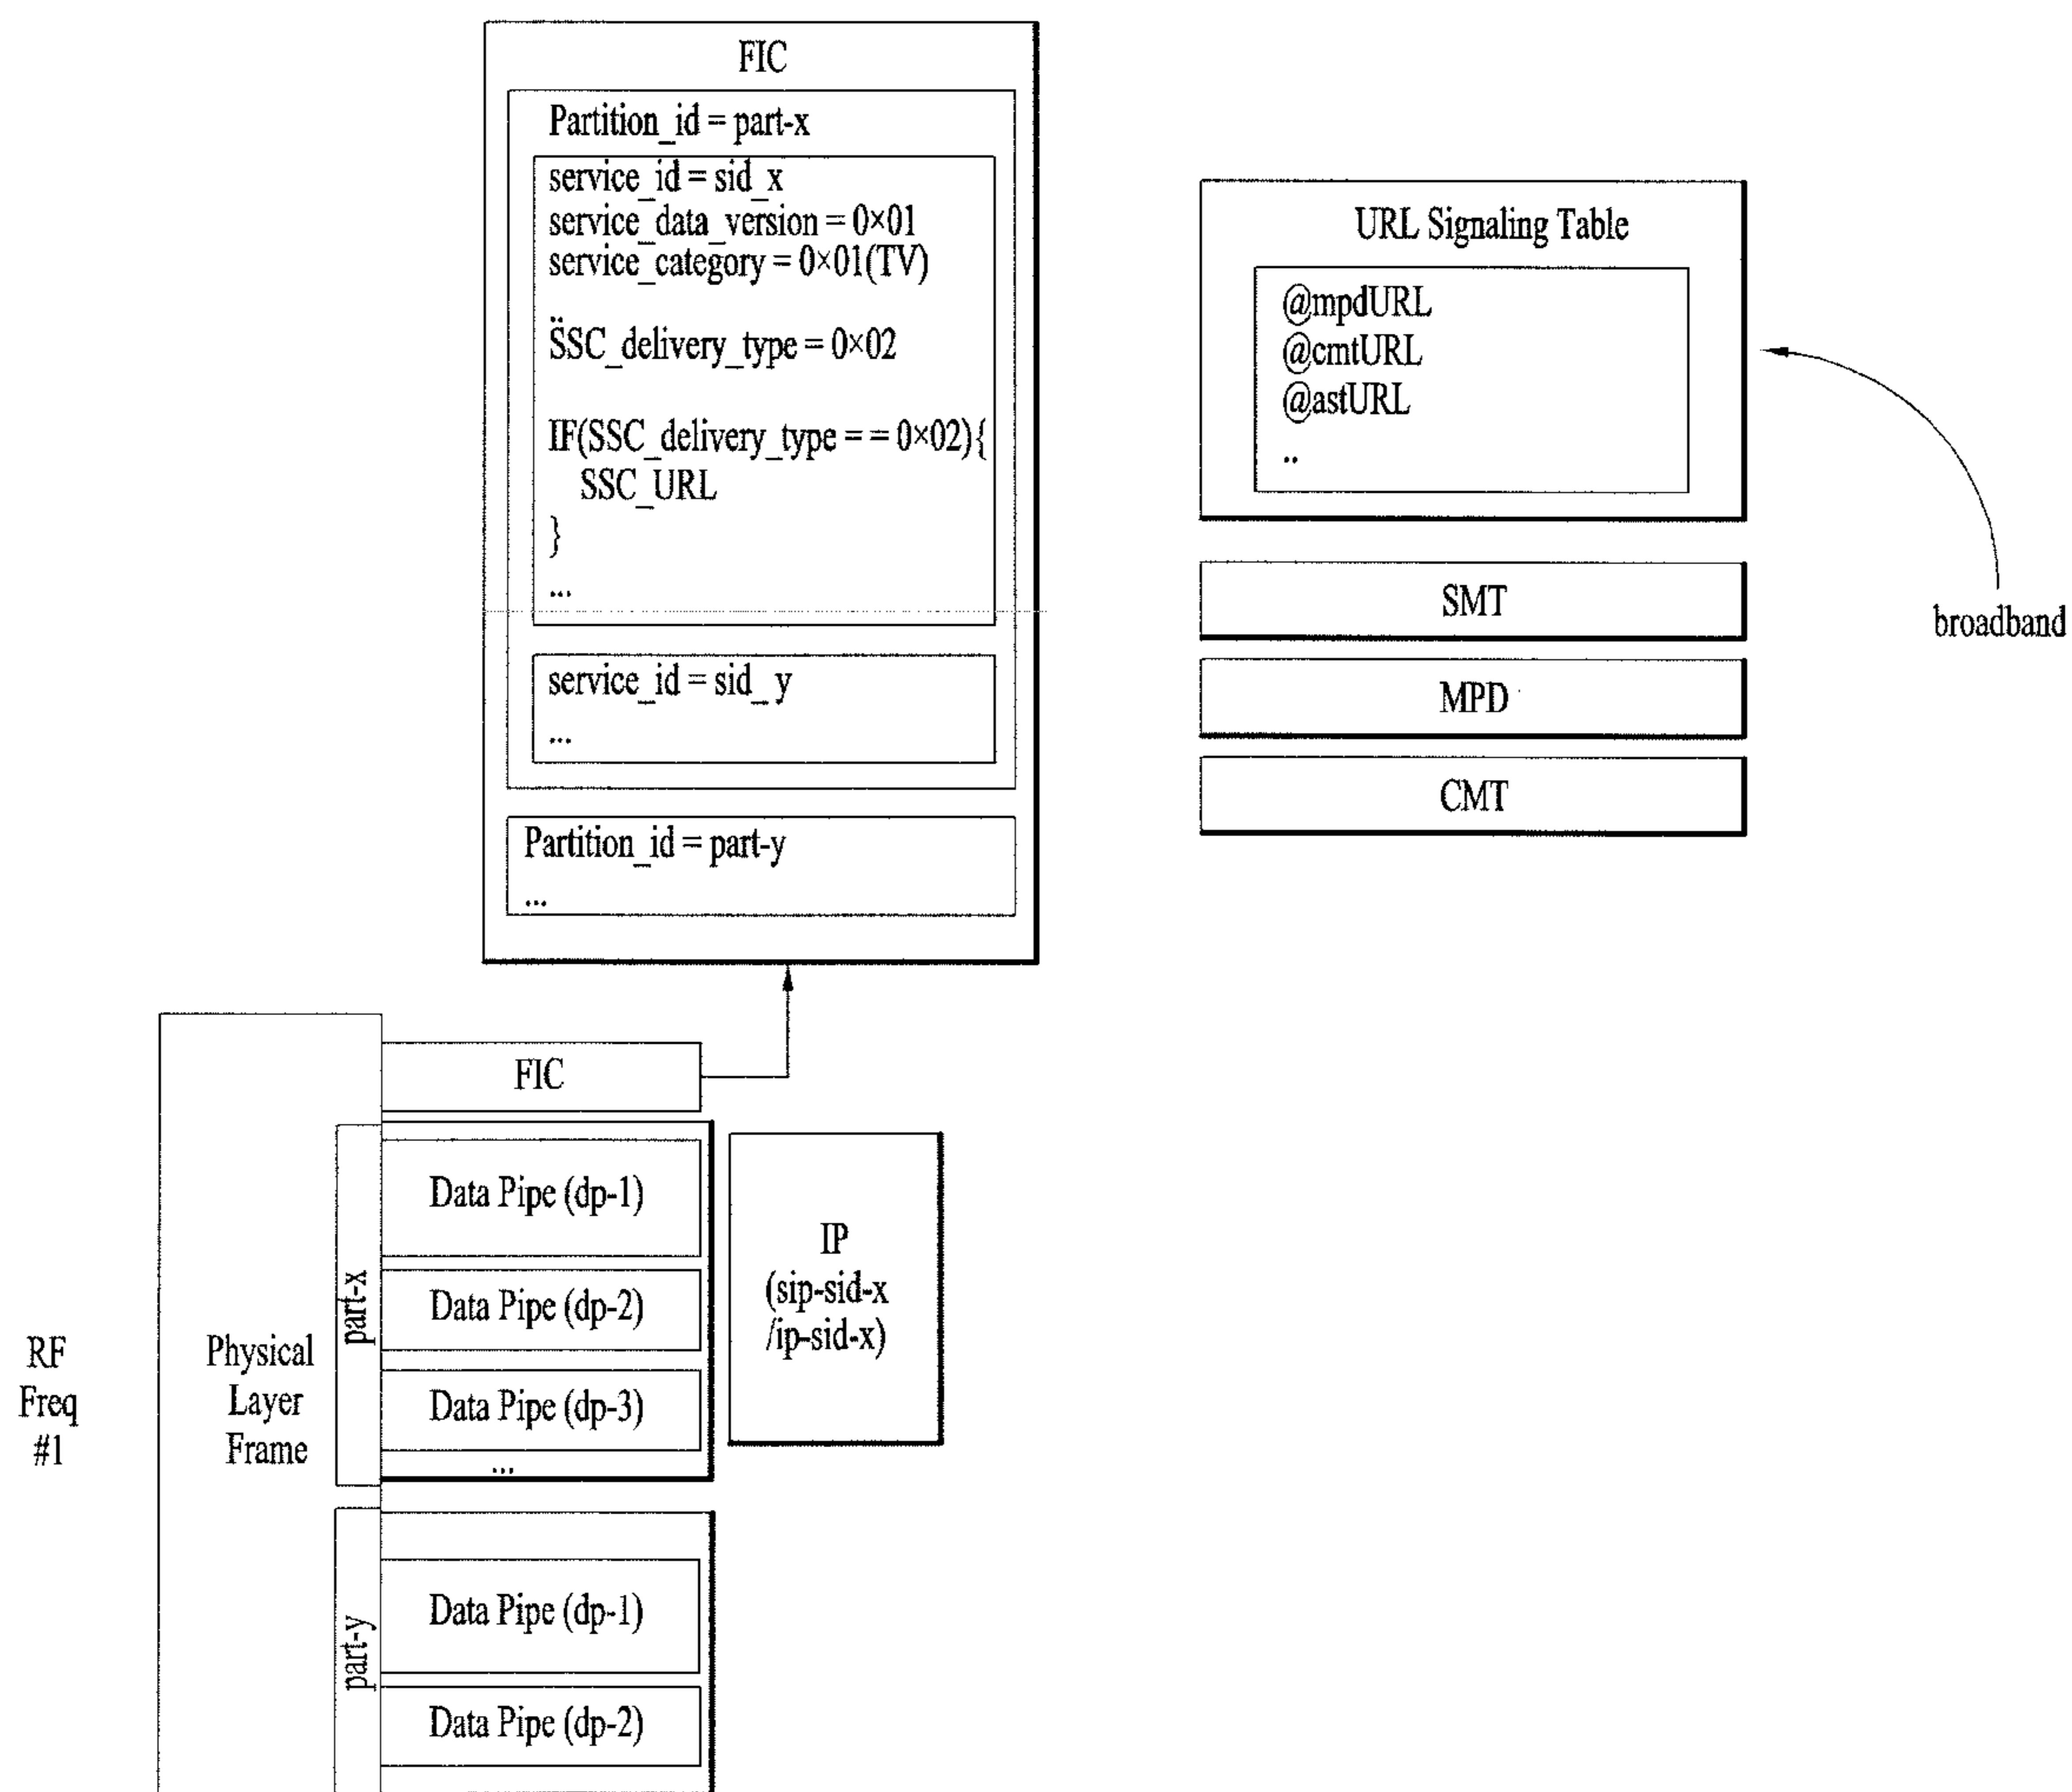 FIC
Partition_id = part-x
service_id = sid_x
service_data_version = 0×01
service_category = 0×01(TV)
..
SSC_delivery_type = 0×02
IF(SSC_delivery_type = = 0×02){
SSC_URL
}
...
service_id = sid_ y
...
Partition_id = part-y
...
URL Signaling Table
@mpdURL
@cmtURL
@astURL
..
SMT
MPD
CMT
broadband
RF
Freq
#1
Physical
Layer
Frame
FIC
part-x
Data Pipe (dp-1)
Data Pipe (dp-2)
Data Pipe (dp-3)
...
IP
(sip-sid-x
/ip-sid-x)
part-y
Data Pipe (dp-1)
Data Pipe (dp-2)